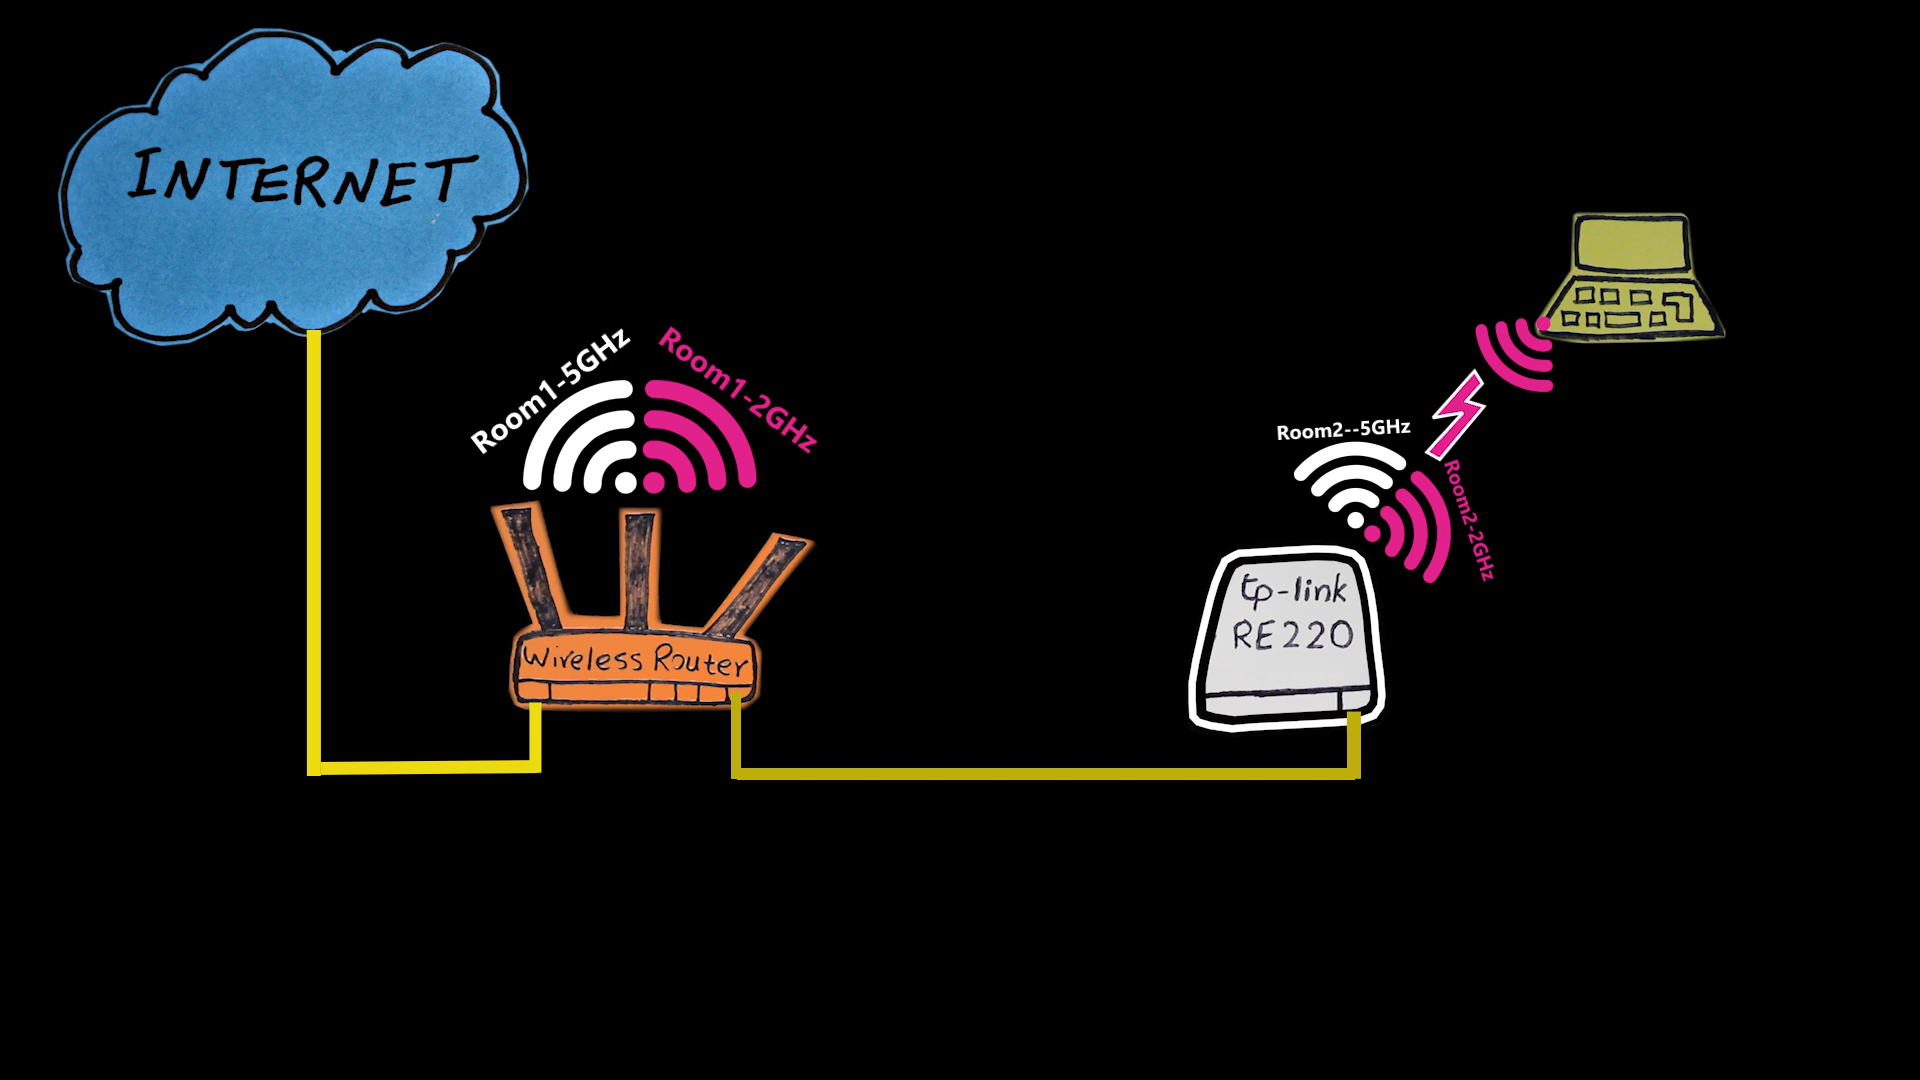 INTERNET
Room1-5GHz
Room1-2GHz
Wireless Router
Room2--5GHz
Room2-2GHz
tp-link
RE220